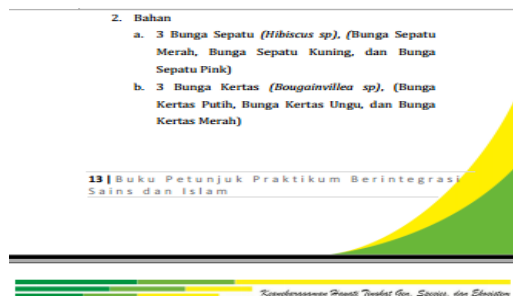 2. Bahan
a. 3 Bunga Sepatu (Hibiscus sp), (Bunga Sepatu
Merah, Bunga Sepatu Kuning, dan Bunga
Sepatu Pink)
b. 3 Bunga Kertas (Bougainvillea sp), (Bunga
Kertas Putih, Bunga Kertas Ungu, dan Bunga
Kertas Merah)
13|Buku Petunjuk Praktikum Berintegrasi
Sains dan Islam
Keanekaragaman Hayati Tingkat Gen, Spesies, dan Ekosistem